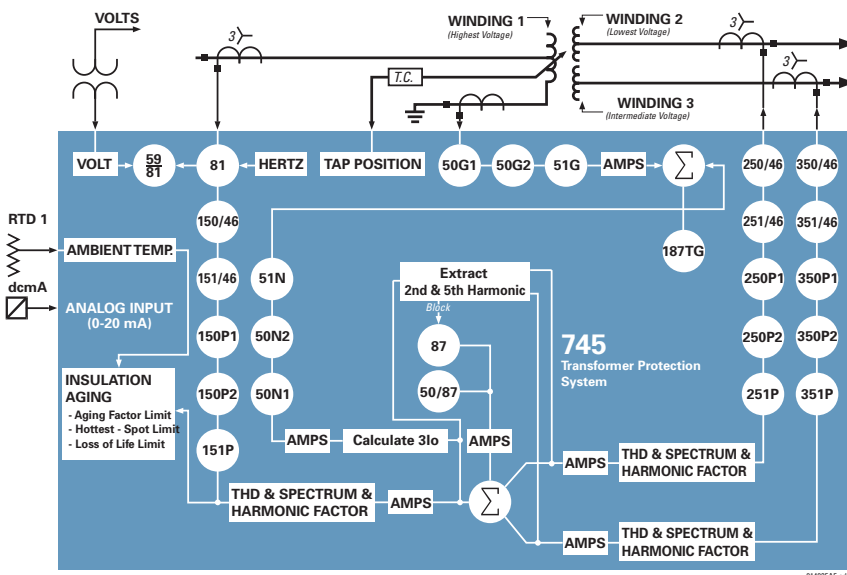 VOLTS
3
WINDING 1
(Highest Voltage)
WINDING 2
(Lowest Voltage)
3
3
T.C.
WINDING 3
(Intermediate Voltage)
VOLT
59
81
81
HERTZ
TAP POSITION
50G1
50G2
51G
AMPS
Σ
250/46
350/46
RTD 1
150/46
251/46
351/46
AMBIENT TEMP.
187TG
dcmA
151/46
51N
Extract
2nd & 5th Harmonic
250P1
350P1
ANALOG INPUT
(0-20 mA)
Block
150P1
50N2
87
745
Transformer Protection
System
250P2
350P2
INSULATION
AGING
- Aging Factor Limit
- Hottest - Spot Limit
- Loss of Life Limit
150P2
50N1
50/87
251P
351P
151P
AMPS
Calculate 3Io
AMPS
AMPS
THD & SPECTRUM &
HARMONIC FACTOR
THD & SPECTRUM &
HARMONIC FACTOR
AMPS
Σ
AMPS
THD & SPECTRUM &
HARMONIC FACTOR